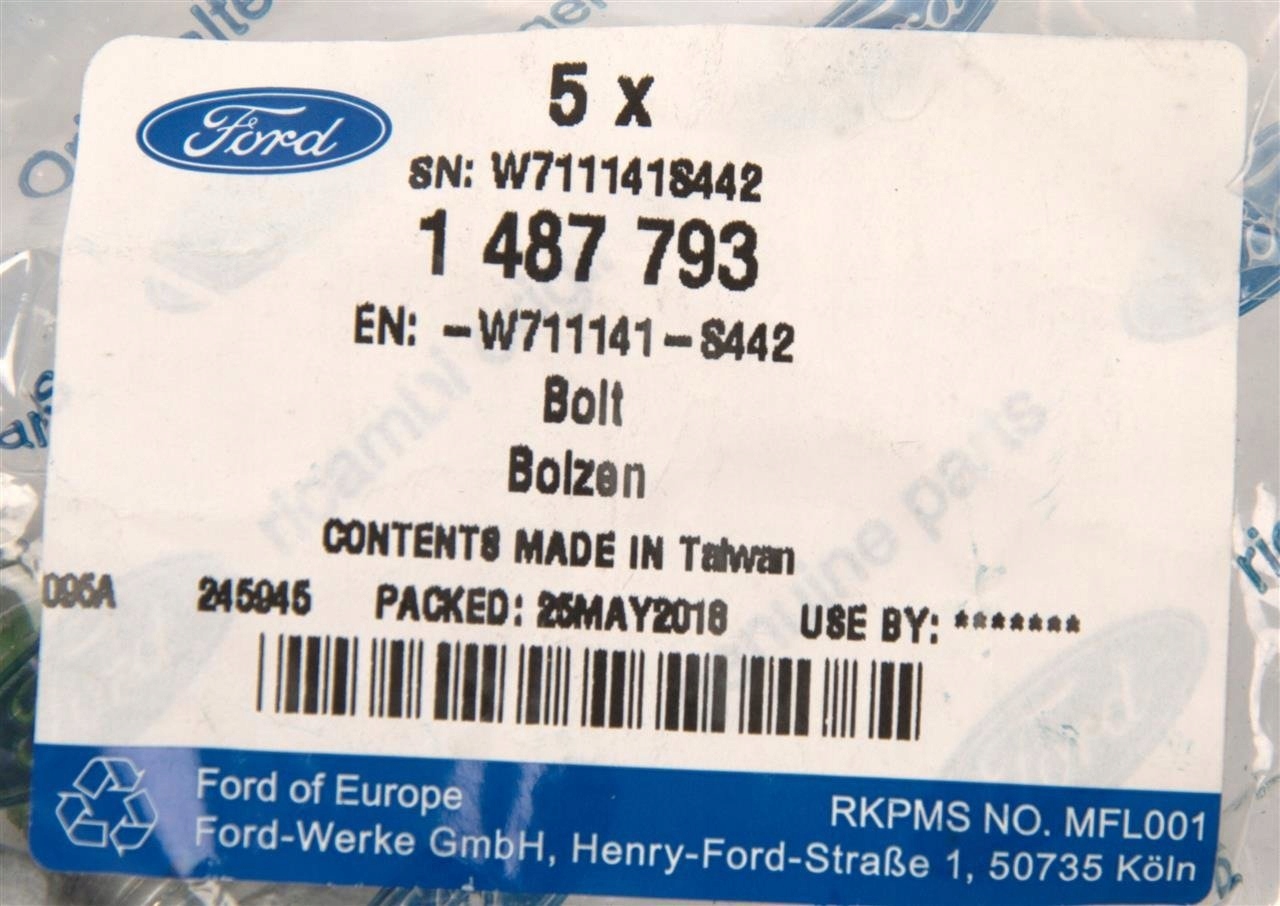 Ford
5 x
SN: W711141S442
1 487 793
EN: -W711141-S442
Bolt
Bolzen
CONTENTS MADE IN Taiwan
095A 245945 PACKED: 25MAY2016 USE BY: *******
Ford of Europe
RKPMS NO. MFL001
Ford-Werke GmbH, Henry-Ford-Straße 1, 50735 Köln